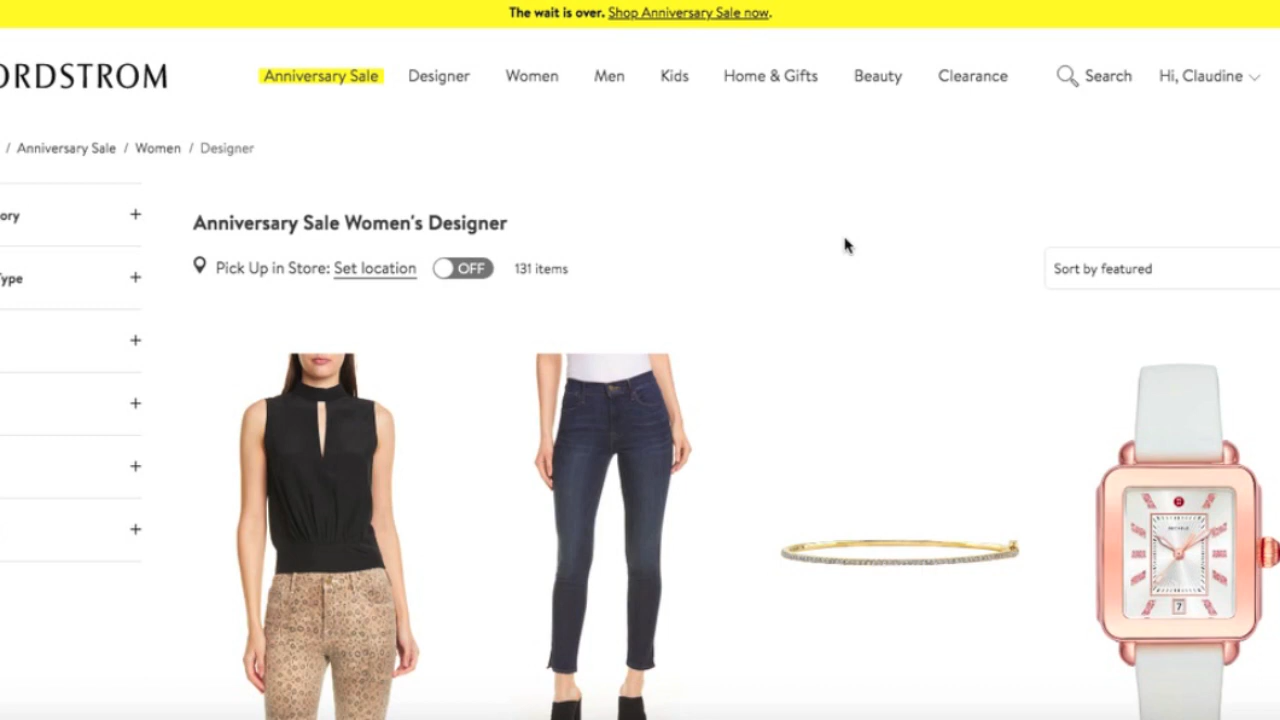 The wait is over. Shop Anniversary Sale now.
ORDSTROM
Anniversary Sale Designer Women Men Kids Home & Gifts Beauty Clearance Search Hi, Claudine
/ Anniversary Sale / Women / Designer
ory +
Type +
+
+
+
+
Anniversary Sale Women's Designer
Pick Up in Store: Set location OFF 131 items
Sort by featured
7